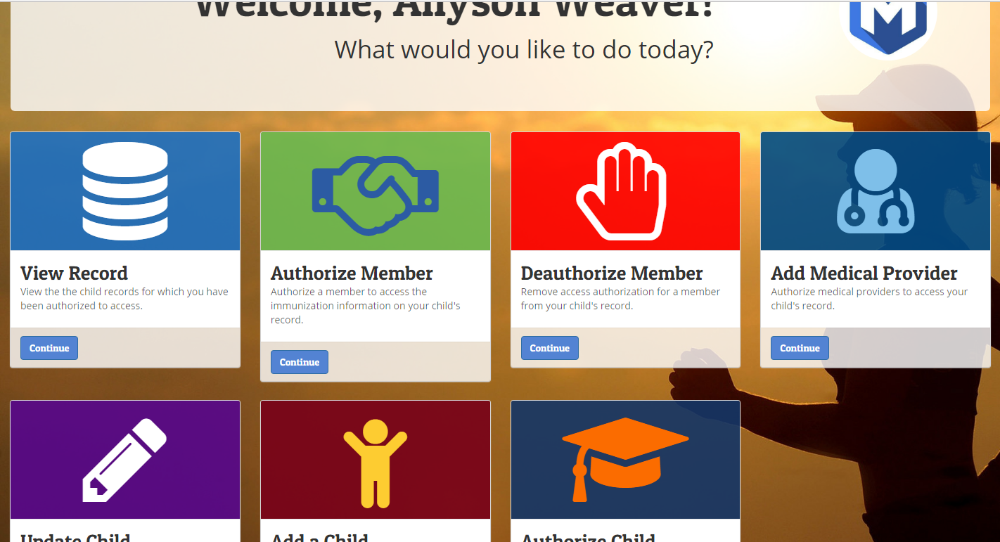 Welcome, Allyson Weaver!
What would you like to do today?
View Record
View the the child records for which you have
been authorized to access.
Continue
Authorize Member
Authorize a member to access the
immunization information on your child's
record.
Continue
Deauthorize Member
Remove access authorization for a member
from your child's record.
Continue
Add Medical Provider
Authorize medical providers to access your
child's record.
Continue
Update Child
Add a Child
Authorize Child